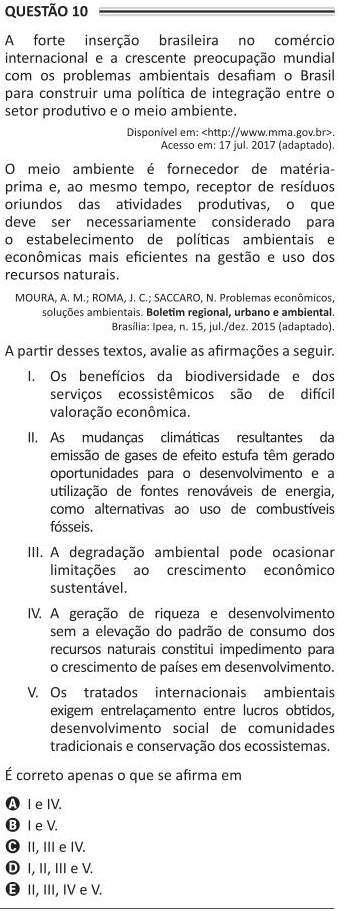 QUESTÃO 10
A forte inserção brasileira no comércio
internacional e a crescente preocupação mundial
com os problemas ambientais desafiam o Brasil
para construir uma política de integração entre o
setor produtivo e o meio ambiente.
Disponível em: <http://www.mma.gov.br>.
Acesso em: 17 jul. 2017 (adaptado).
O meio ambiente é fornecedor de matéria-
prima e, ao mesmo tempo, receptor de resíduos
oriundos das atividades produtivas, o que
deve ser necessariamente considerado para
o estabelecimento de políticas ambientais e
econômicas mais eficientes na gestão e uso dos
recursos naturais.
MOURA, A. M.; ROMA, J. C.; SACCARO, N. Problemas econômicos,
soluções ambientais. Boletim regional, urbano e ambiental.
Brasília: Ipea, n. 15, jul./dez. 2015 (adaptado).
A partir desses textos, avalie as afirmações a seguir.
I. Os benefícios da biodiversidade e dos
serviços ecossistêmicos são de difícil
valoração econômica.
II. As mudanças climáticas resultantes da
emissão de gases de efeito estufa têm gerado
oportunidades para o desenvolvimento e a
utilização de fontes renováveis de energia,
como alternativas ao uso de combustíveis
fósseis.
III. A degradação ambiental pode ocasionar
limitações ao crescimento econômico
sustentável.
IV. A geração de riqueza e desenvolvimento
sem a elevação do padrão de consumo dos
recursos naturais constitui impedimento para
o crescimento de países em desenvolvimento.
V. Os tratados internacionais ambientais
exigem entrelaçamento entre lucros obtidos,
desenvolvimento social de comunidades
tradicionais e conservação dos ecossistemas.
É correto apenas o que se afirma em
A I e IV.
B I e V.
C II, III e IV.
D I, II, III e V.
E II, III, IV e V.